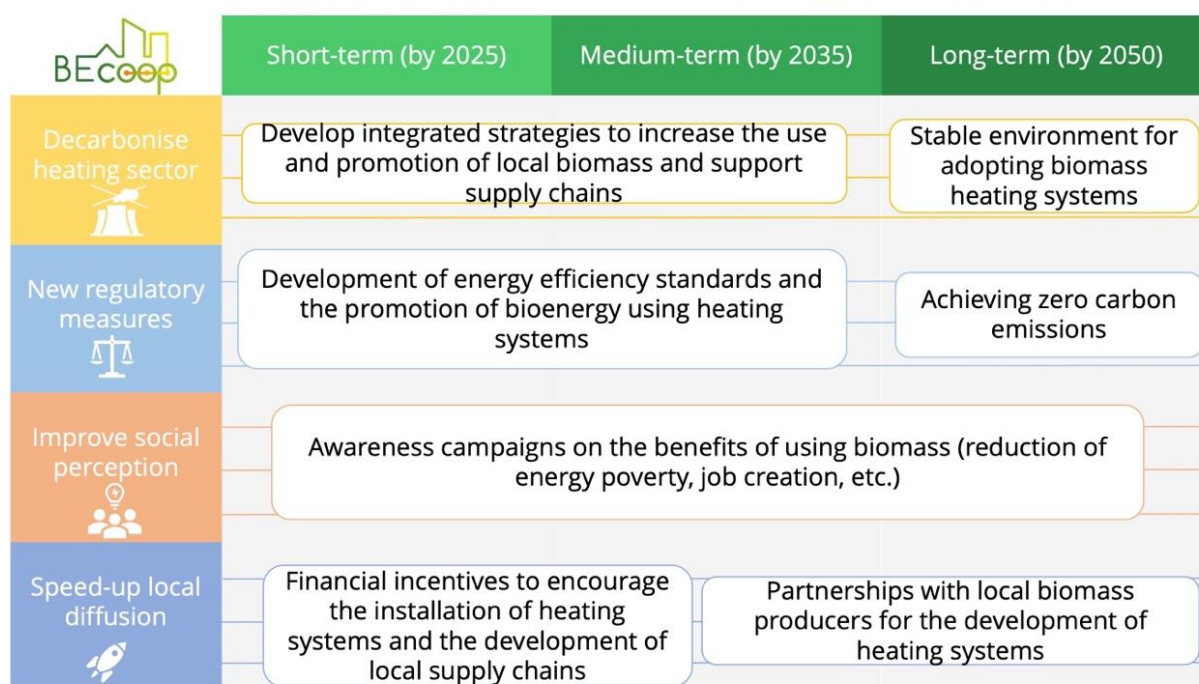 BECoop
Short-term (by 2025)
Medium-term (by 2035)
Long-term (by 2050)
Decarbonise
heating sector
Develop integrated strategies to increase the use
and promotion of local biomass and support
supply chains
Stable environment for
adopting biomass
heating systems
New regulatory
measures
Development of energy efficiency standards and
the promotion of bioenergy using heating
systems
Achieving zero carbon
emissions
Improve social
perception
Awareness campaigns on the benefits of using biomass (reduction of
energy poverty, job creation, etc.)
Speed-up local
diffusion
Financial incentives to encourage
the installation of heating
systems and the development of
local supply chains
Partnerships with local biomass
producers for the development of
heating systems